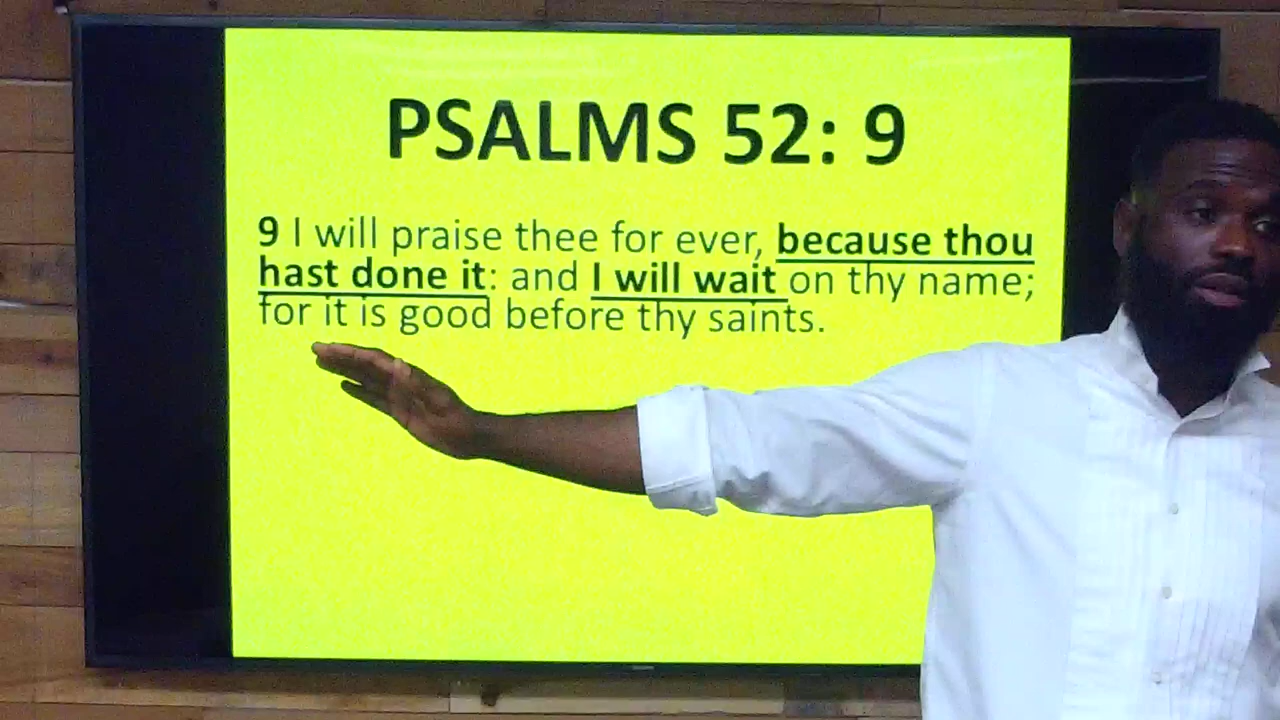 PSALMS 52: 9
9 I will praise thee for ever, because thou
hast done it: and I will wait on thy name;
for it is good before thy saints.